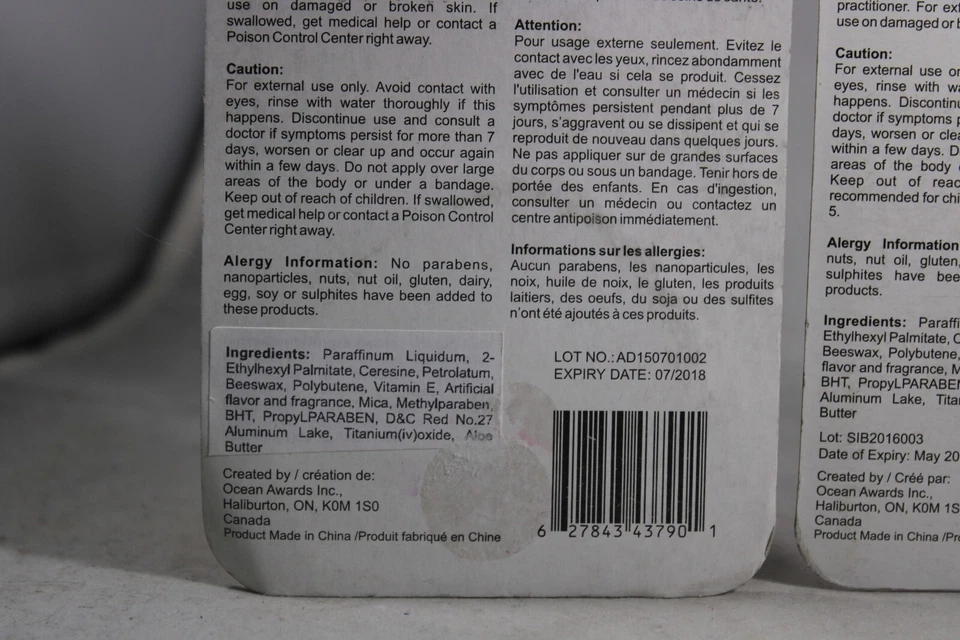 use on damaged or broken skin. If
swallowed, get medical help or contact a
Poison Control Center right away.
Caution:
For external use only. Avoid contact with
eyes, rinse with water thoroughly if this
happens. Discontinue use and consult a
doctor if symptoms persist for more than 7
days, worsen or clear up and occur again
within a few days. Do not apply over large
areas of the body or under a bandage.
Keep out of reach of children. If swallowed,
get medical help or contact a Poison Control
Center right away.
Alergy Information: No parabens,
nanoparticles, nuts, nut oil, gluten, dairy,
egg, soy or sulphites have been added to
these products.
Ingredients: Paraffinum Liquidum, 2-
Ethylhexyl Palmitate, Ceresine, Petrolatum,
Beeswax, Polybutene, Vitamin E, Artificial
flavor and fragrance, Mica, Methylparaben,
BHT, PropyLPARABEN, D&C Red No.27
Aluminum Lake, Titanium(iv)oxide, Aloe
Butter
Created by / création de:
Ocean Awards Inc.,
Haliburton, ON, K0M 1S0
Canada
Product Made in China /Produit fabriqué en Chine
Attention:
Pour usage externe seulement. Evitez le
contact avec les yeux, rincez abondamment
avec de l'eau si cela se produit. Cessez
l'utilisation et consulter un médecin si les
symptômes persistent pendant plus de 7
jours, s'aggravent ou se dissipent et qui se
reproduit de nouveau dans quelques jours.
Ne pas appliquer sur de grandes surfaces
du corps ou sous un bandage. Tenir hors de
portée des enfants. En cas d'ingestion,
consulter un médecin ou contactez un
centre antipoison immédiatement.
Informations sur les allergies:
Aucun parabens, les nanoparticules, les
noix, huile de noix, le gluten, les produits
laitiers, des oeufs, du soja ou des sulfites
n'ont été ajoutés à ces produits.
LOT NO.:AD150701002
EXPIRY DATE: 07/2018
6 27843 43790 1
practitioner. For
use on damaged or
Caution:
For external use
eyes, rinse with
happens.
doctor if symptoms
days, worsen or
within a few days.
areas of the body
Keep out of
recommended for
5.
Alergy Information
nuts, nut oil, gluten,
sulphites have
products.
Ingredients:
Ethylhexyl Palmitate,
Beeswax, Polybutene,
flavor and fragrance,
BHT,
Aluminum Lake,
Butter
Lot: SIB2016003
Date of Expiry: May
Created by / Créé par:
Ocean Awards Inc.,
Haliburton, ON, K0M
Canada
Product Made in China